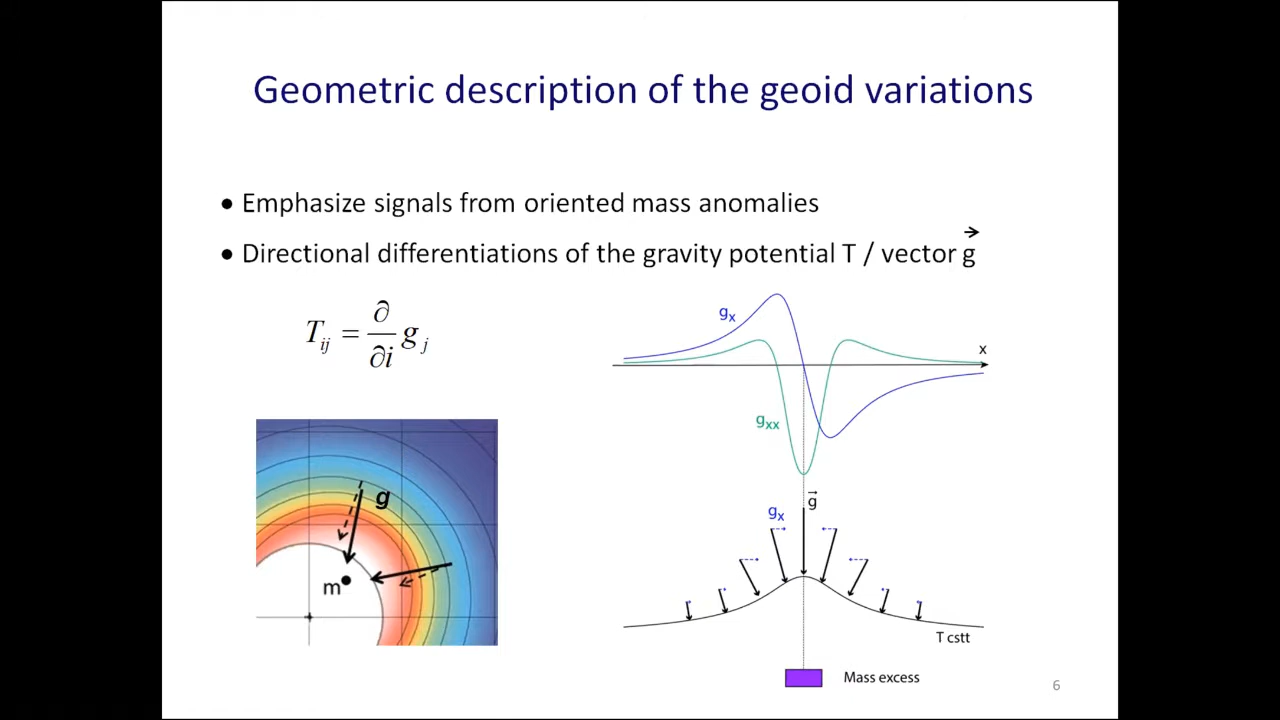 Geometric description of the geoid variations
● Emphasize signals from oriented mass anomalies
● Directional differentiations of the gravity potential T / vector g⃗
T_ij = ∂/∂i g_j
g_x
x
g_xx
g
m
g_x
g⃗
T cstt
Mass excess
6